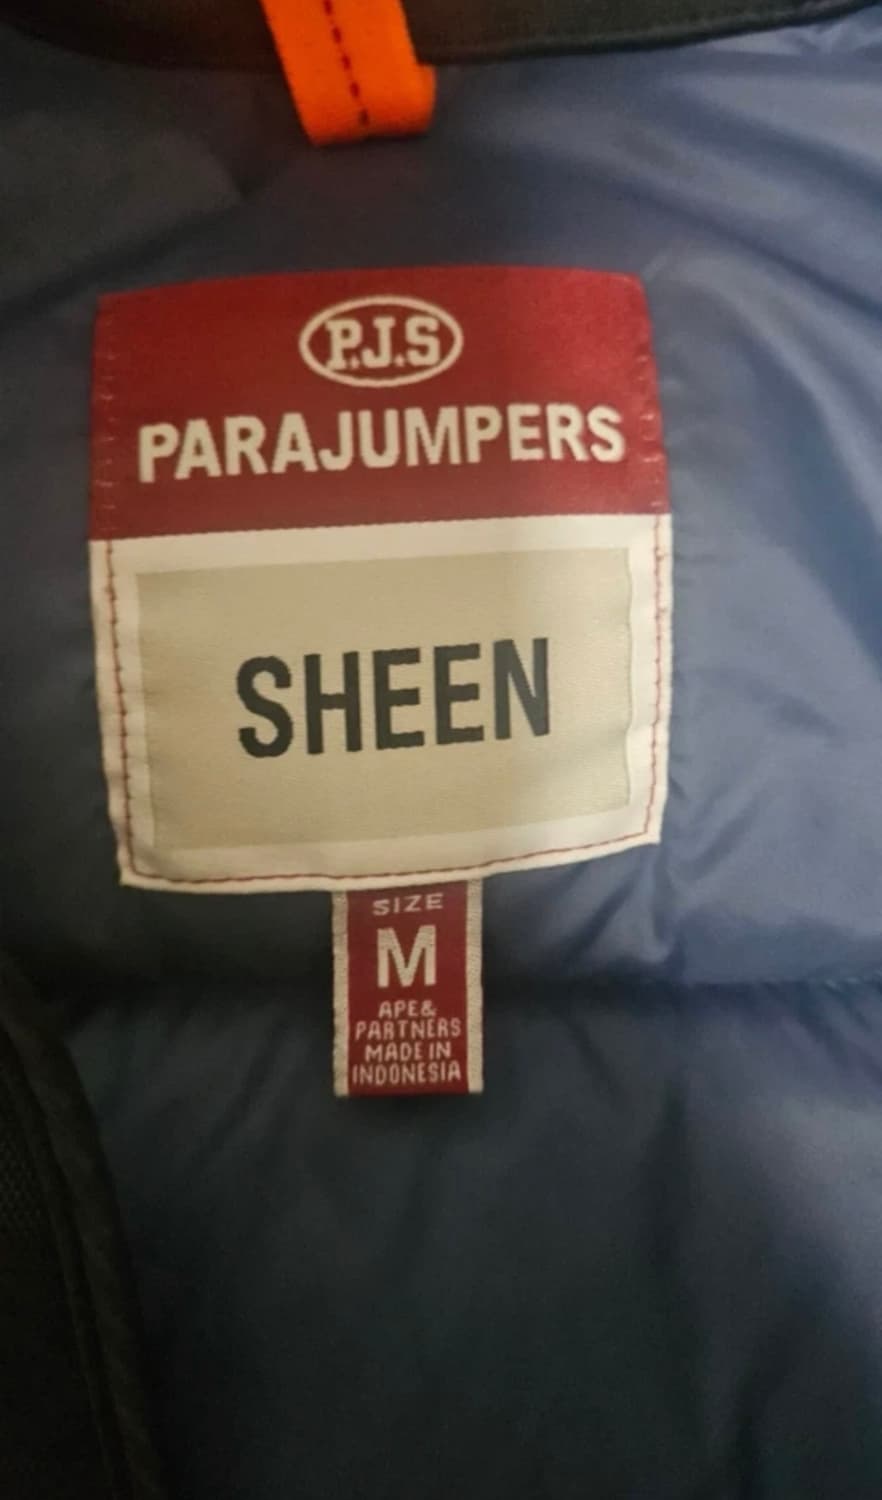 P.J.S
PARAJUMPERS
SHEEN
SIZE
M
APE&
PARTNERS
MADE IN
INDONESIA